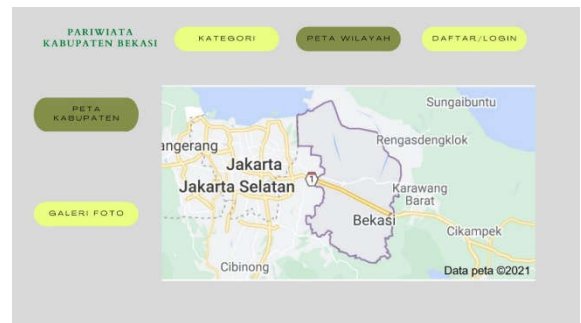 PARIWIATA
KABUPATEN BEKASI
KATEGORI
PETA WILAYAH
DAFTAR/LOGIN
PETA
KABUPATEN
GALERI FOTO
Sungaibuntu
Rengasdengklok
angerang
Jakarta
Jakarta Selatan
1
Karawang
Barat
Bekasi
Cikampek
Cibinong
Data peta ©2021